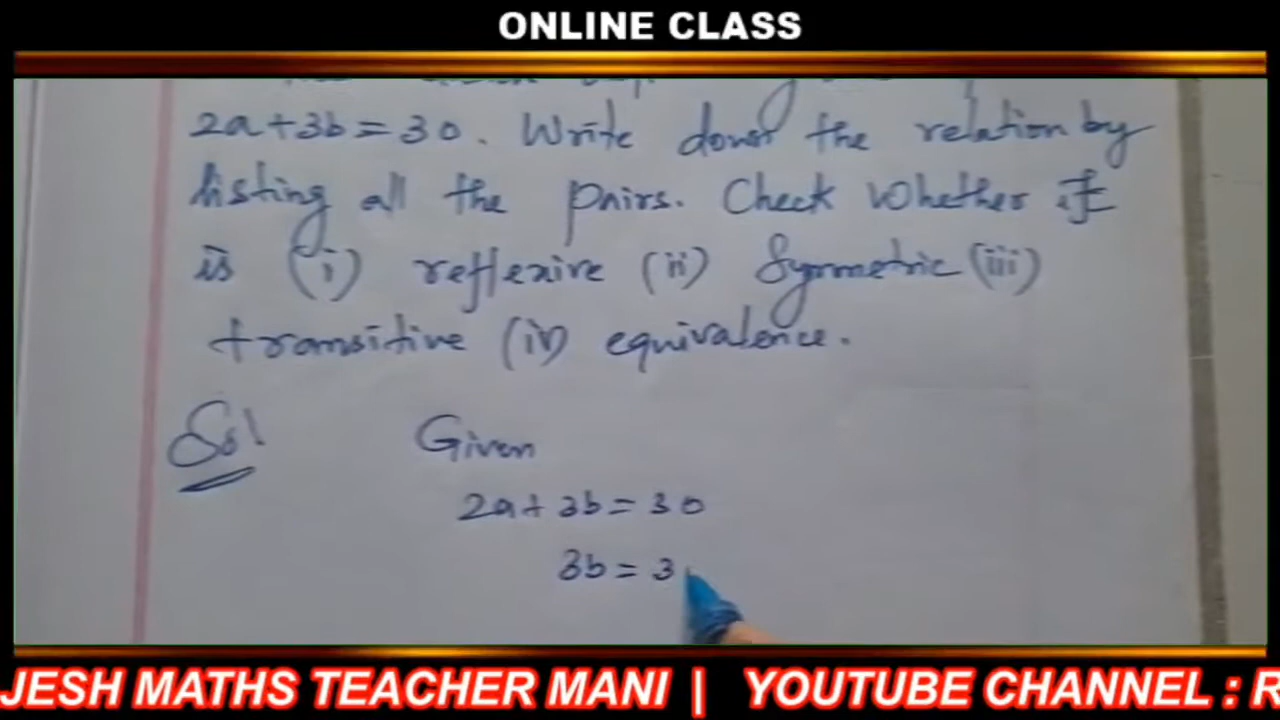 ONLINE CLASS
2a+3b=30. Write down the relation by
listing all the pairs. Check whether it
is (i) reflexive (ii) Symmetric (iii)
transitive (iv) equivalence.
Sol
Given
2a+3b=30
3b=3
JESH MATHS TEACHER MANI | YOUTUBE CHANNEL : R